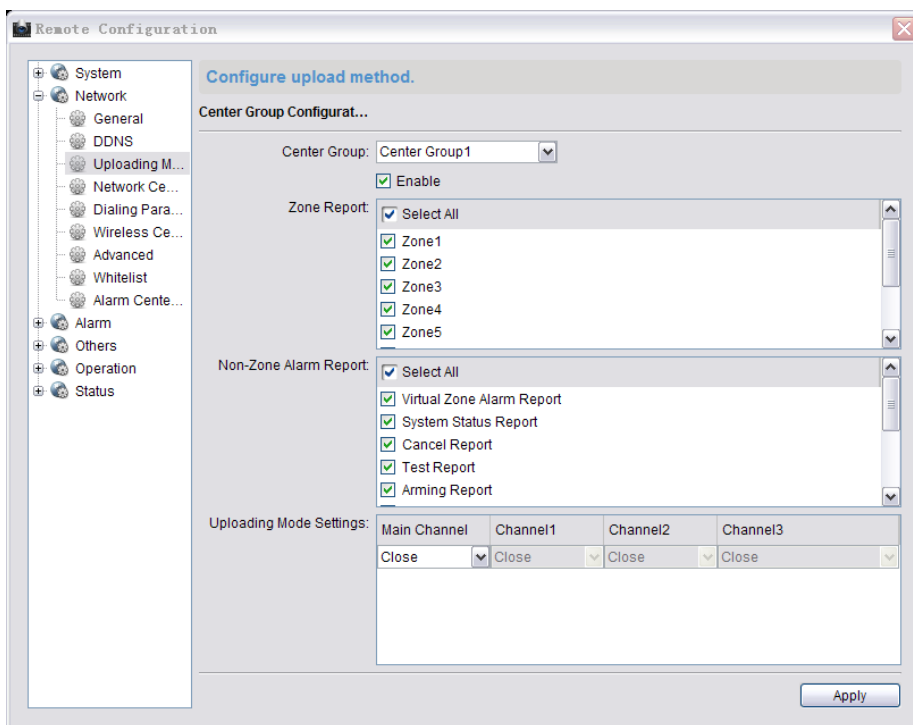 Remote Configuration
System
Network
General
DDNS
Uploading M...
Network Ce...
Dialing Para...
Wireless Ce...
Advanced
Whitelist
Alarm Cente...
Alarm
Others
Operation
Status
Configure upload method.
Center Group Configurat...
Center Group: Center Group1
Enable
Zone Report: Select All
Zone1
Zone2
Zone3
Zone4
Zone5
Non-Zone Alarm Report: Select All
Virtual Zone Alarm Report
System Status Report
Cancel Report
Test Report
Arming Report
Uploading Mode Settings: Main Channel Channel1 Channel2 Channel3
Close Close Close Close
Apply